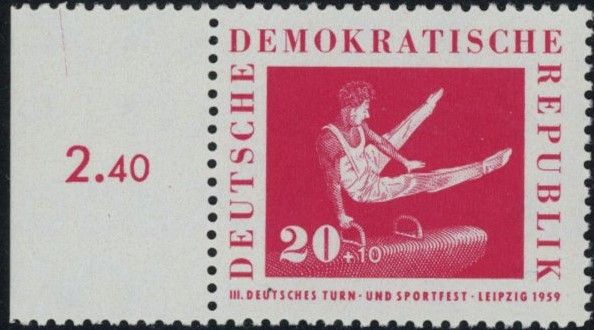 DEUTSCHE
DEMOKRATISCHE
REPUBLIK
2.40
20+10
III. DEUTSCHES TURN- UND SPORTFEST · LEIPZIG 1959